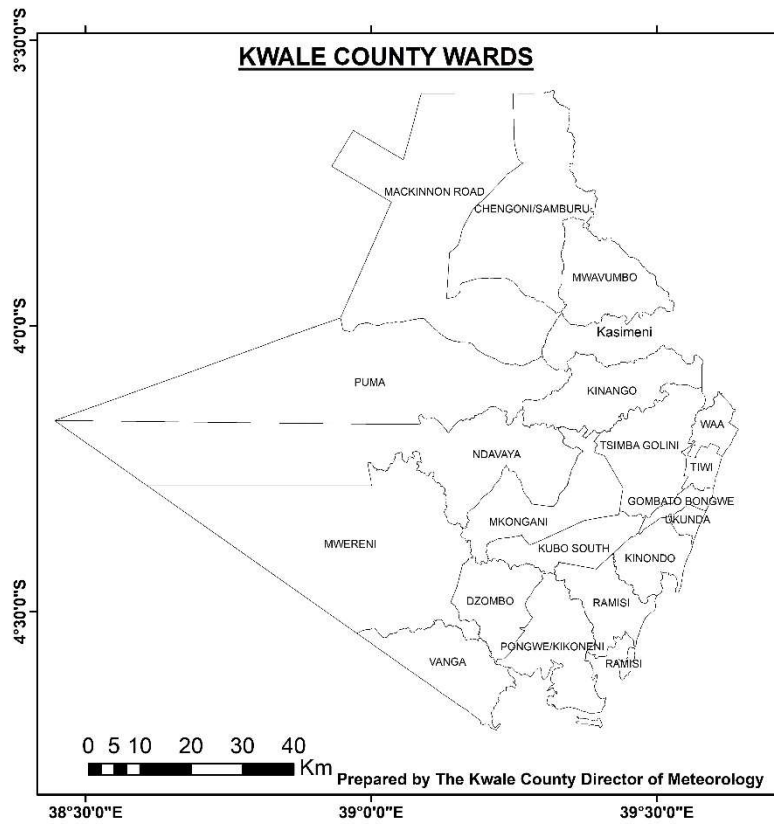 KWALE COUNTY WARDS
3°30'0"S
MACKINNON ROAD
CHENGONI/SAMBURU
MWAVUMBO
4°0'0"S
Kasimeni
PUMA
KINANGO
WAA
TSIMBA GOLINI
NDAVAYA
TIWI
GOMBATO BONGWE
MKONGANI
UKUNDA
MWERENI
KUBO SOUTH
KINONDO
4°30'0"S
DZOMBO
RAMISI
PONGWE/KIKONENI
VANGA
RAMISI
0 5 10 20 30 40
Km
Prepared by The Kwale County Director of Meteorology
38°30'0"E 39°0'0"E 39°30'0"E